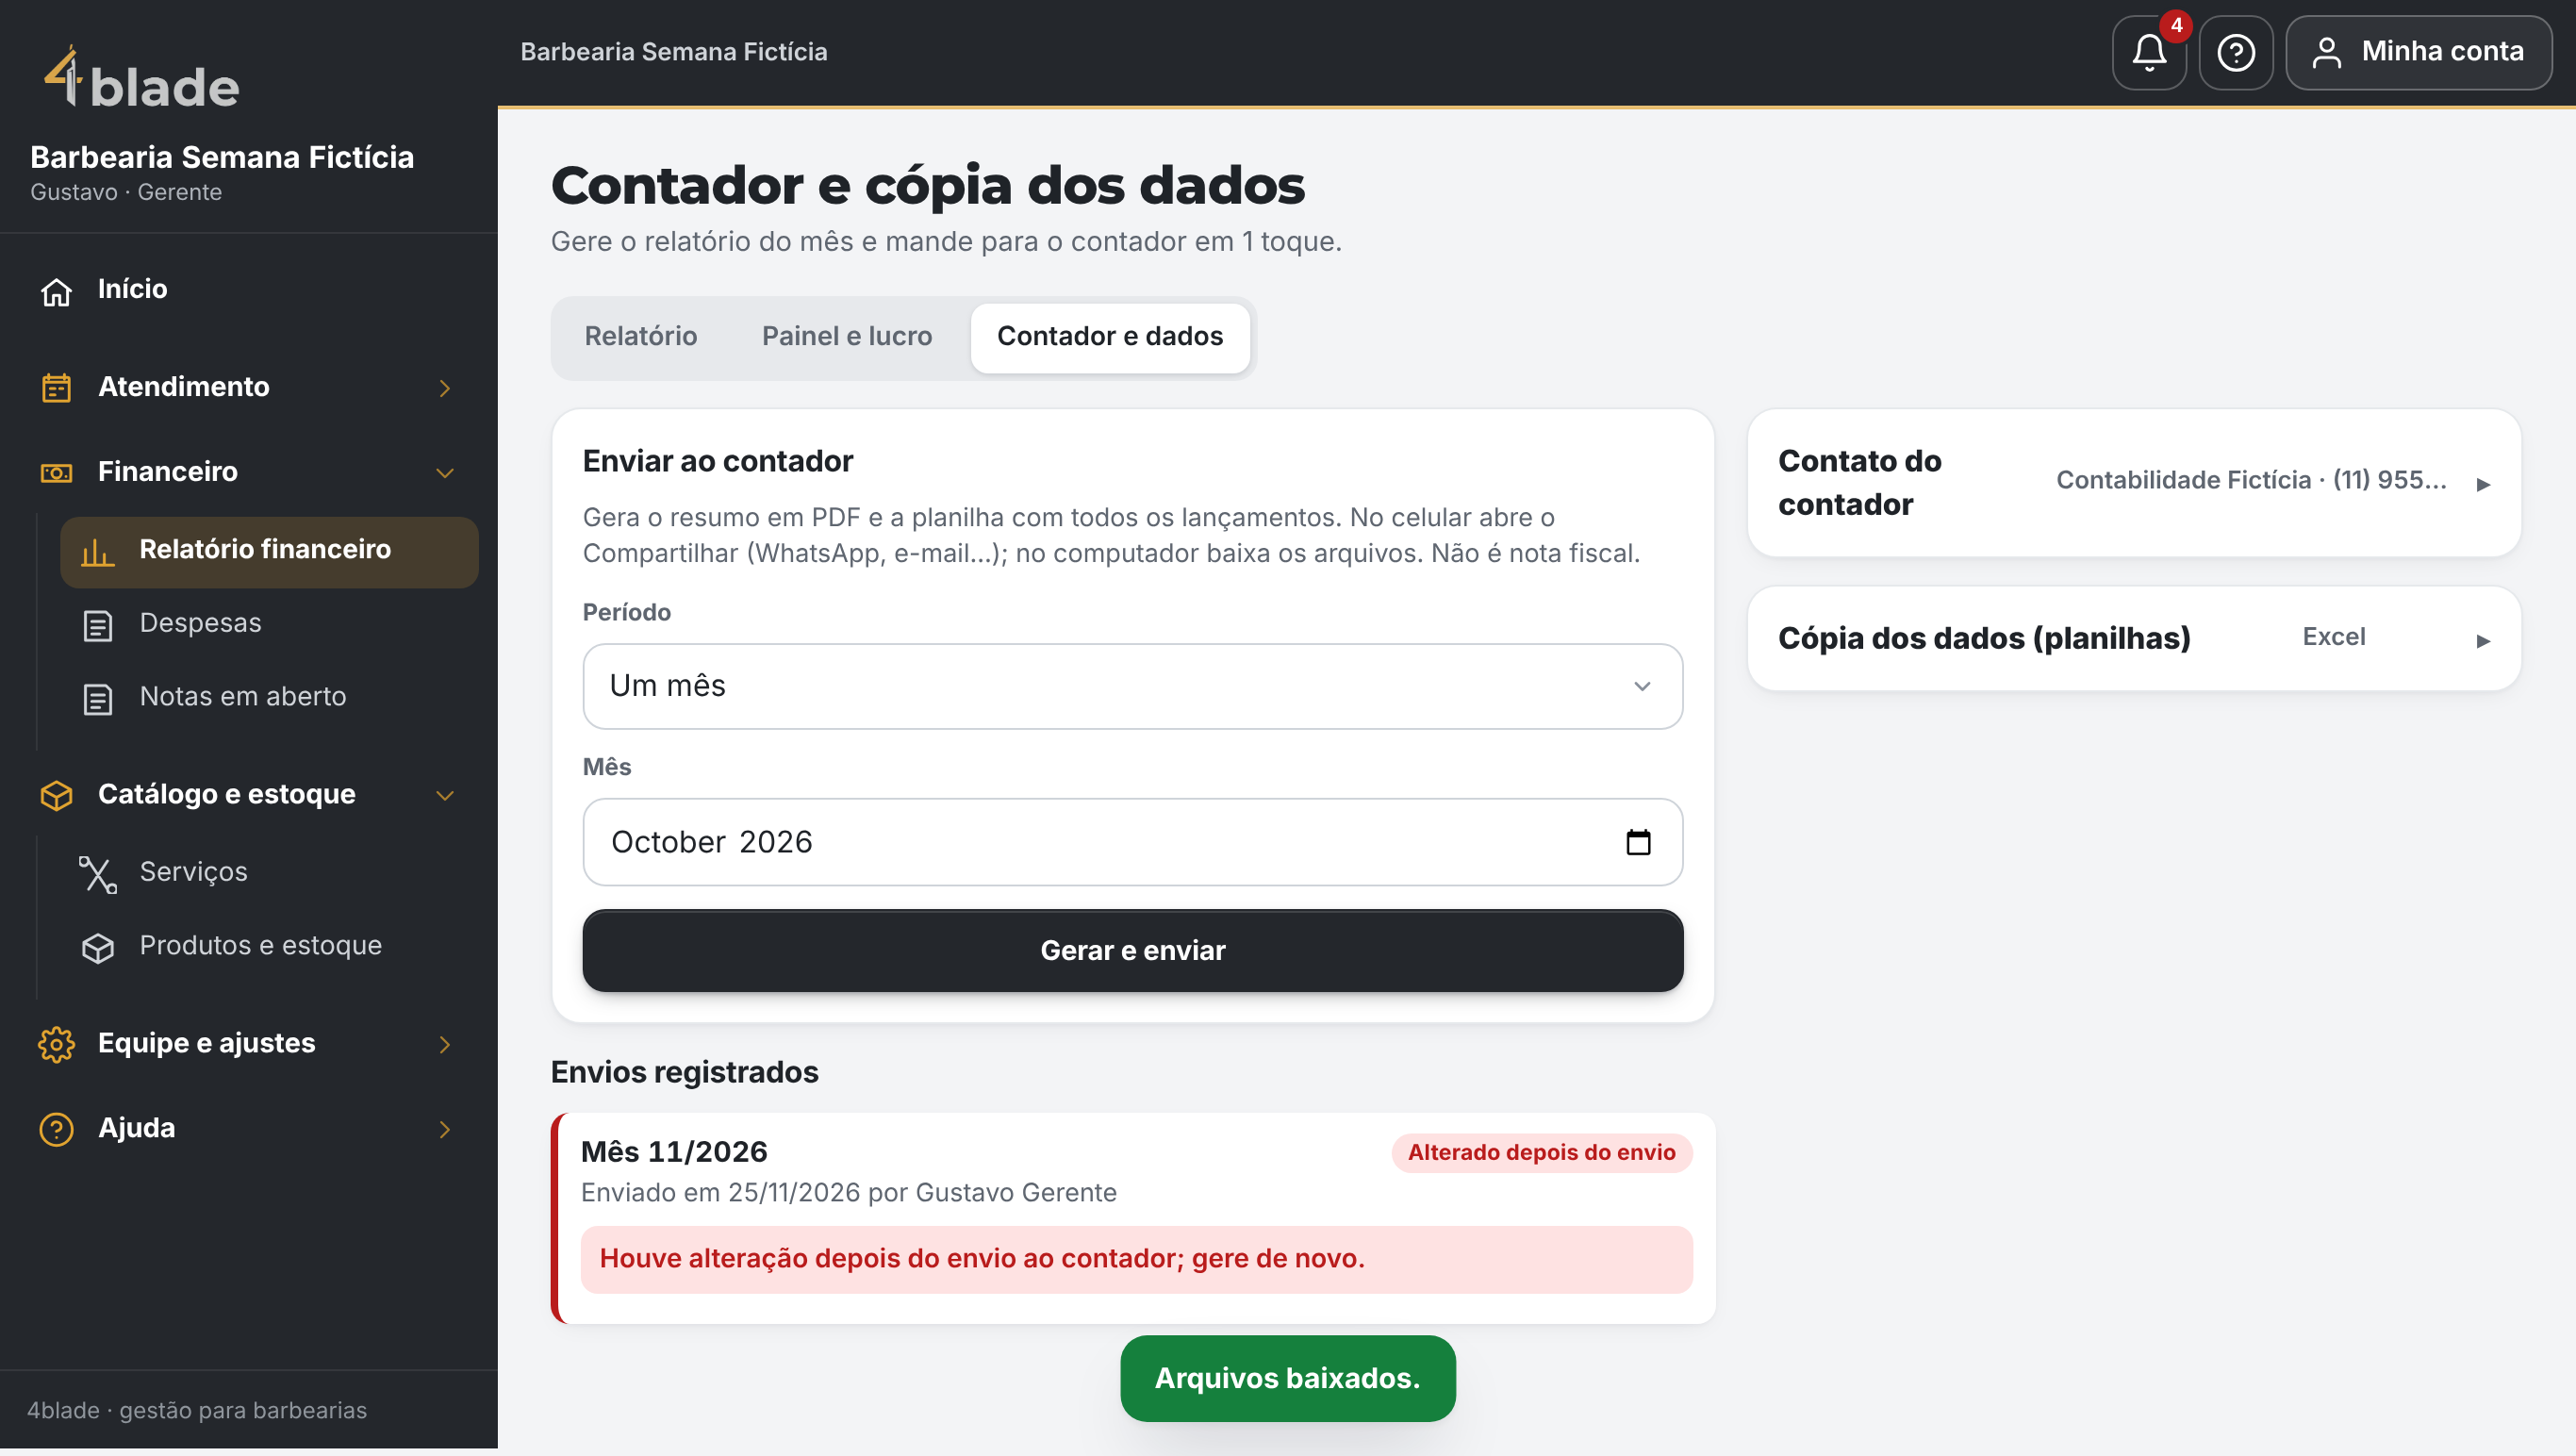 4blade
Barbearia Semana Fictícia
Gustavo · Gerente
Início
Atendimento
Financeiro
Relatório financeiro
Despesas
Notas em aberto
Catálogo e estoque
Serviços
Produtos e estoque
Equipe e ajustes
Ajuda
4blade · gestão para barbearias
Barbearia Semana Fictícia
4
Minha conta
Contador e cópia dos dados
Gere o relatório do mês e mande para o contador em 1 toque.
Relatório
Painel e lucro
Contador e dados
Enviar ao contador
Gera o resumo em PDF e a planilha com todos os lançamentos. No celular abre o
Compartilhar (WhatsApp, e-mail...); no computador baixa os arquivos. Não é nota fiscal.
Período
Um mês
Mês
October 2026
Gerar e enviar
Envios registrados
Mês 11/2026
Alterado depois do envio
Enviado em 25/11/2026 por Gustavo Gerente
Houve alteração depois do envio ao contador; gere de novo.
Arquivos baixados.
Contato do
contador
Contabilidade Fictícia · (11) 955...
Cópia dos dados (planilhas)
Excel